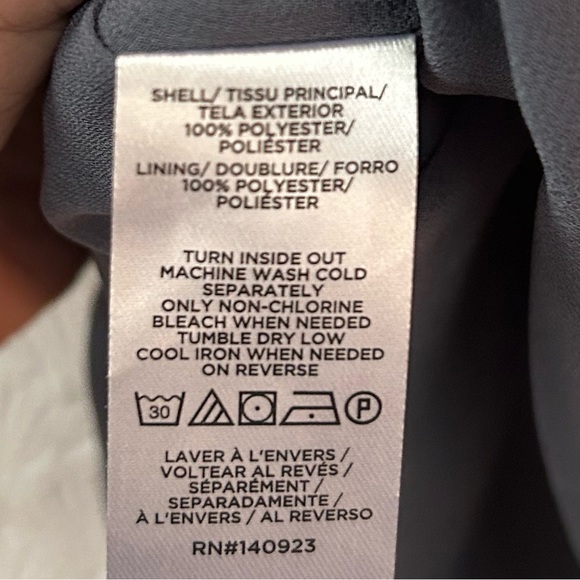 SHELL/ TISSU PRINCIPAL/
TELA EXTERIOR
100% POLYESTER/
POLIÉSTER
LINING/ DOUBLURE/ FORRO
100% POLYESTER/
POLIÉSTER
TURN INSIDE OUT
MACHINE WASH COLD
SEPARATELY
ONLY NON-CHLORINE
BLEACH WHEN NEEDED
TUMBLE DRY LOW
COOL IRON WHEN NEEDED
ON REVERSE
30 P
LAVER À L'ENVERS /
VOLTEAR AL REVÉS /
SÉPARÉMENT /
SEPARADAMENTE /
À L'ENVERS / AL REVERSO
RN#140923